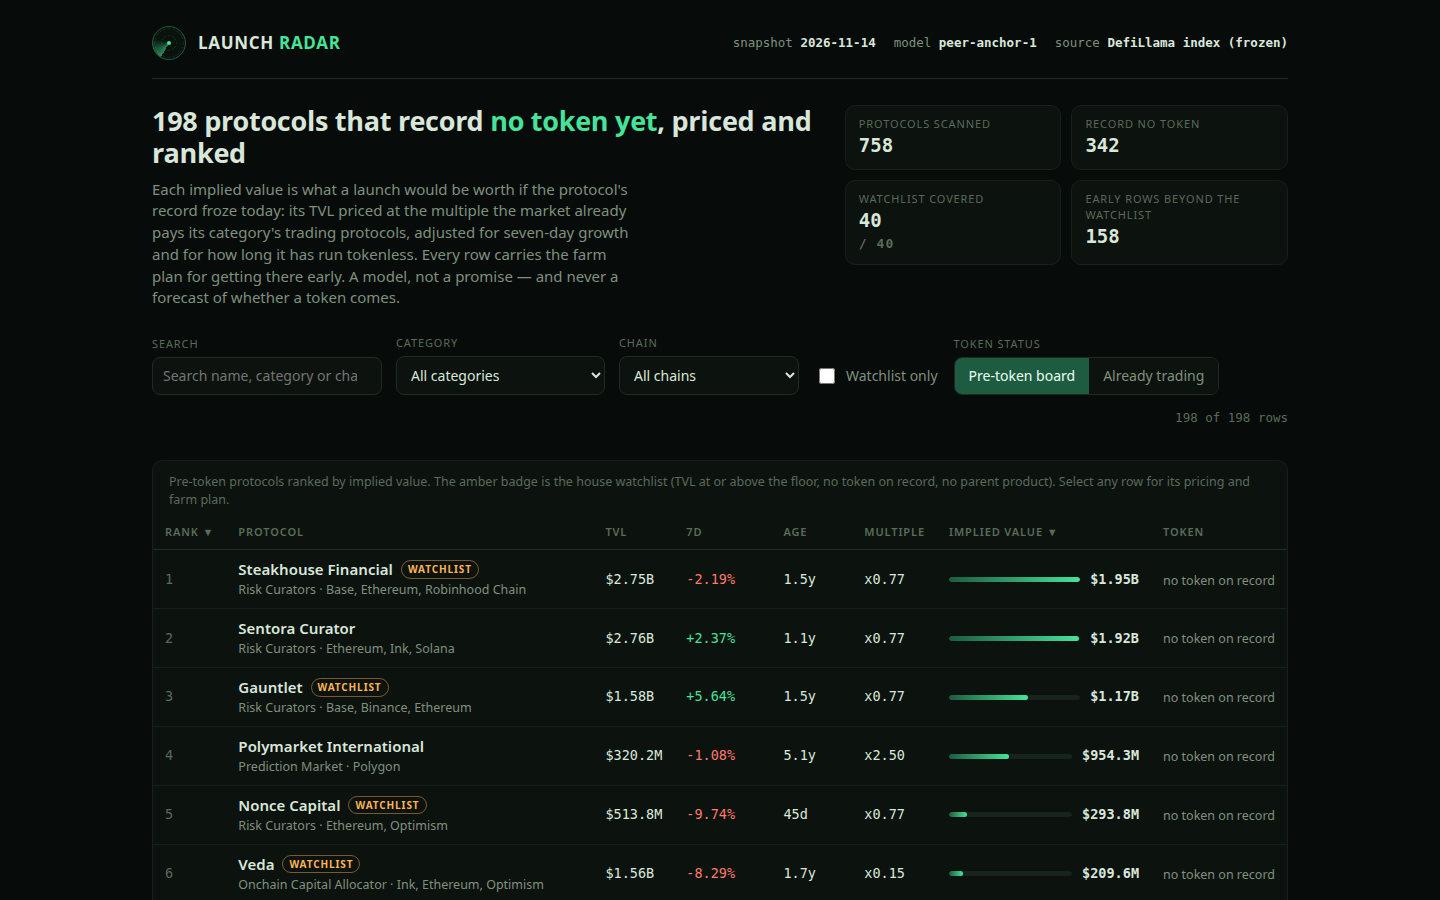 LAUNCH RADAR
snapshot 2026-11-14 model peer-anchor-1 source DefiLlama index (frozen)
198 protocols that record no token yet, priced and
ranked
Each implied value is what a launch would be worth if the protocol's
record froze today: its TVL priced at the multiple the market already
pays its category's trading protocols, adjusted for seven-day growth
and for how long it has run tokenless. Every row carries the farm
plan for getting there early. A model, not a promise — and never a
forecast of whether a token comes.
PROTOCOLS SCANNED
758
RECORD NO TOKEN
342
WATCHLIST COVERED
40
/ 40
EARLY ROWS BEYOND THE
WATCHLIST
158
SEARCH
Search name, category or cha
CATEGORY
All categories
CHAIN
All chains
Watchlist only
TOKEN STATUS
Pre-token board Already trading
198 of 198 rows
Pre-token protocols ranked by implied value. The amber badge is the house watchlist (TVL at or above the floor, no token on record, no parent product). Select any row for its pricing and
farm plan.
RANK ▼ PROTOCOL TVL 7D AGE MULTIPLE IMPLIED VALUE ▼ TOKEN
1 Steakhouse Financial WATCHLIST $2.75B -2.19% 1.5y x0.77 $1.95B no token on record
Risk Curators · Base, Ethereum, Robinhood Chain
2 Sentora Curator $2.76B +2.37% 1.1y x0.77 $1.92B no token on record
Risk Curators · Ethereum, Ink, Solana
3 Gauntlet WATCHLIST $1.58B +5.64% 1.5y x0.77 $1.17B no token on record
Risk Curators · Base, Binance, Ethereum
4 Polymarket International $320.2M -1.08% 5.1y x2.50 $954.3M no token on record
Prediction Market · Polygon
5 Nonce Capital WATCHLIST $513.8M -9.74% 45d x0.77 $293.8M no token on record
Risk Curators · Ethereum, Optimism
6 Veda WATCHLIST $1.56B -8.29% 1.7y x0.15 $209.6M no token on record
Onchain Capital Allocator · Ink, Ethereum, Optimism